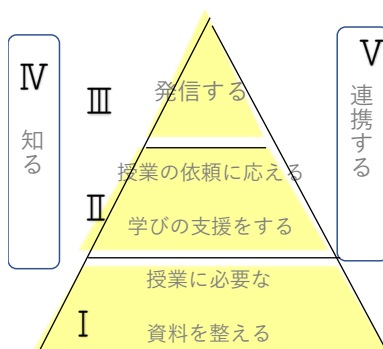 Ⅳ
知る
Ⅲ
発信する
Ⅴ
連携する
Ⅱ
授業の依頼に応える
学びの支援をする
Ⅰ
授業に必要な
資料を整える